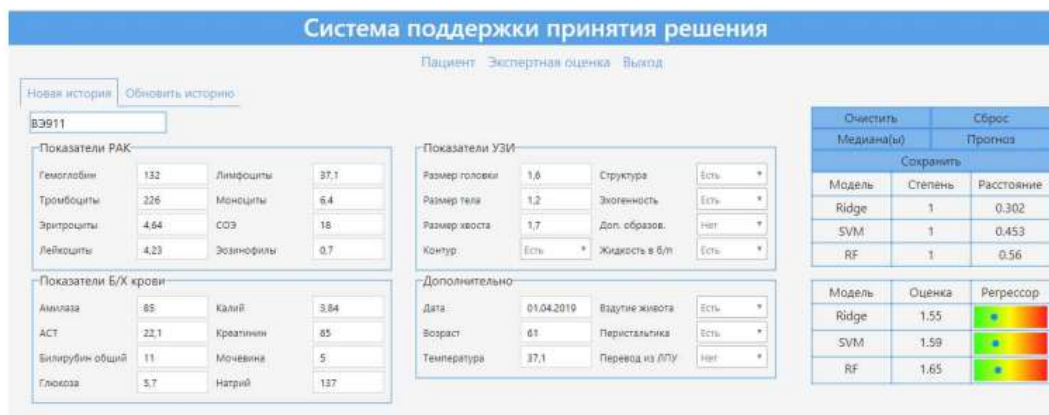 Система поддержки принятия решения
Пациент Экспертная оценка Выход
Новая история Обновить историю
ВЭ911
Показатели РАК
Гемоглобин 132 Лимфоциты 37,1
Тромбоциты 226 Моноциты 6,4
Эритроциты 4,64 СОЭ 18
Лейкоциты 4,23 Эозинофилы 0,7
Показатели УЗИ
Размер головки 1,6 Структура Есть
Размер тела 1,2 Эхогенность Есть
Размер хвоста 1,7 Доп. образов. Нет
Контур Есть Жидкость в б/п Есть
Показатели Б/Х крови
Амилаза 85 Калий 3,84
АСТ 22,1 Креатинин 85
Билирубин общий 11 Мочевина 5
Глюкоза 5,7 Натрий 137
Дополнительно
Дата 01.04.2019 Вздутие живота Есть
Возраст 61 Перистальтика Есть
Температура 37,1 Перевод из ЛПУ Нет
Очистить Сброс
Медиана(ы) Прогноз
Сохранить
Модель Степень Расстояние
Ridge 1 0.302
SVM 1 0.453
RF 1 0.56
Модель Оценка Регрессор
Ridge 1.55
SVM 1.59
RF 1.65